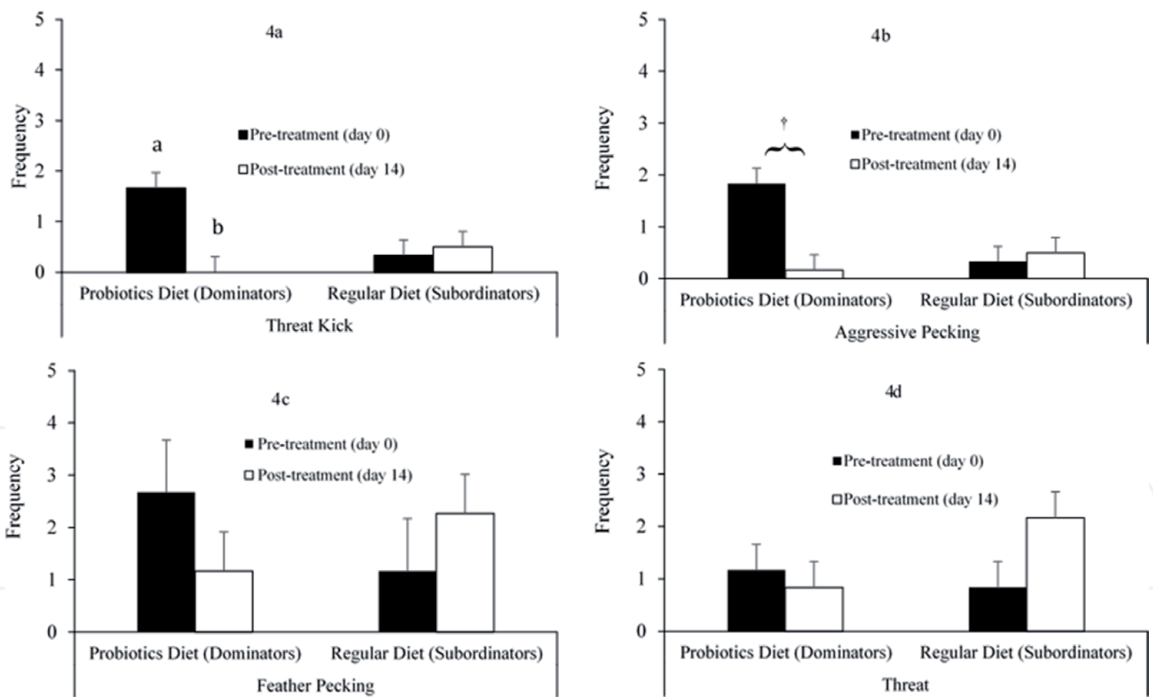 4a
5
4
3
2
1
0
Frequency
Pre-treatment (day 0)
Post-treatment (day 14)
a
b
Probiotics Diet (Dominators) Regular Diet (Subordinators)
Threat Kick
4b
5
4
3
2
1
0
Frequency
Pre-treatment (day 0)
Post-treatment (day 14)
†
Probiotics Diet (Dominators) Regular Diet (Subordinators)
Aggressive Pecking
4c
5
4
3
2
1
0
Frequency
Pre-treatment (day 0)
Post-treatment (day 14)
Probiotics Diet (Dominators) Regular Diet (Subordinators)
Feather Pecking
4d
5
4
3
2
1
0
Frequency
Pre-treatment (day 0)
Post-treatment (day 14)
Probiotics Diet (Dominators) Regular Diet (Subordinators)
Threat